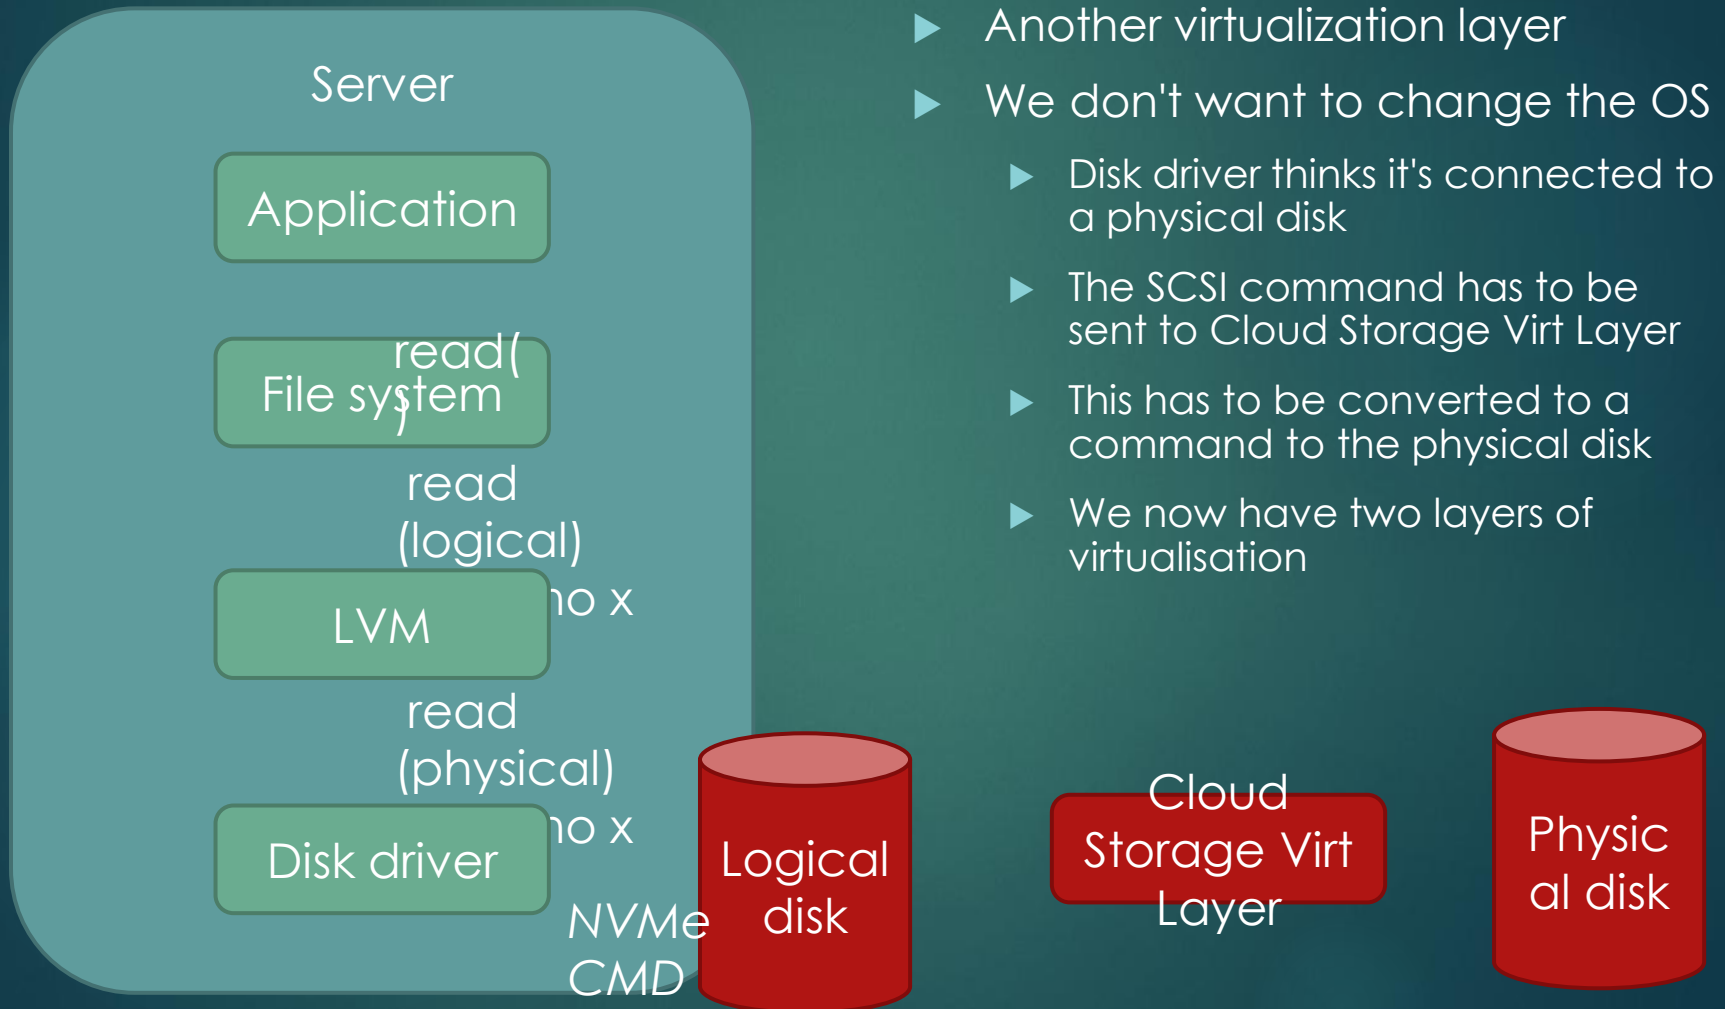 Server
Application
read(
)
File system
read
(logical)
no x
LVM
read
(physical)
no x
Disk driver
NVMe
CMD
Logical
disk
Cloud
Storage Virt
Layer
Physic
al disk
Another virtualization layer
We don't want to change the OS
Disk driver thinks it's connected to
a physical disk
The SCSI command has to be
sent to Cloud Storage Virt Layer
This has to be converted to a
command to the physical disk
We now have two layers of
virtualisation